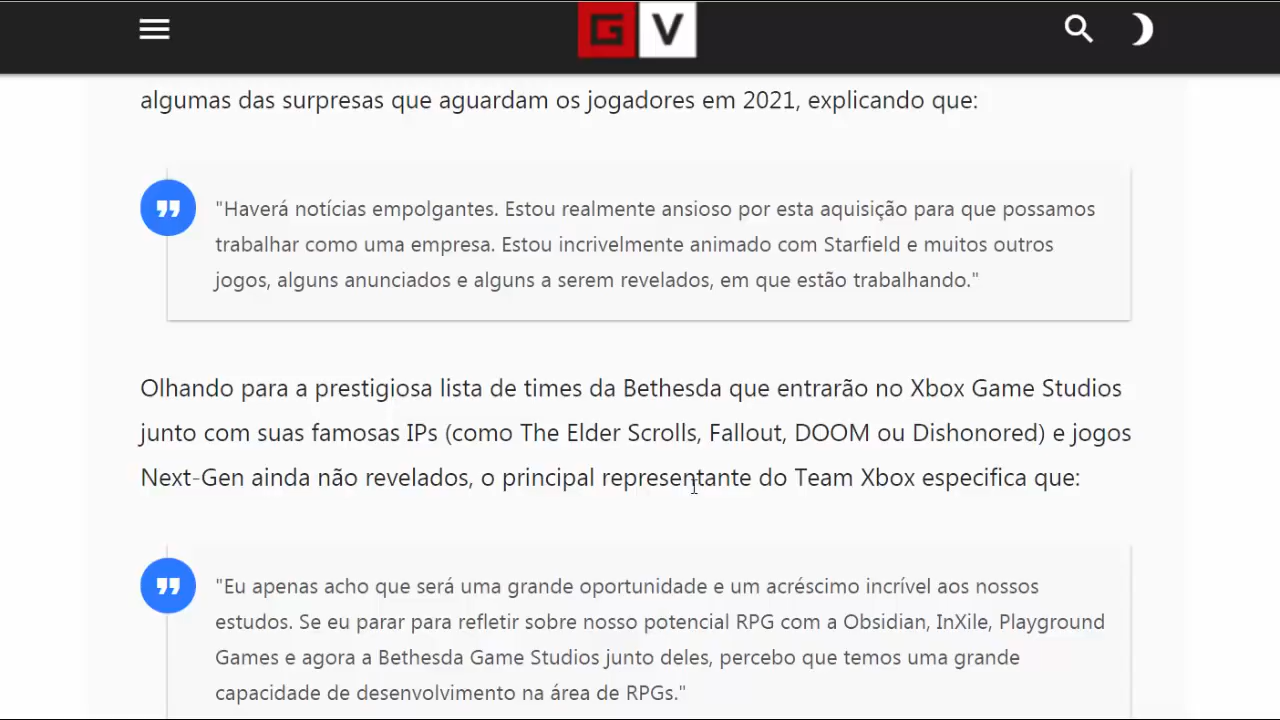 GV
algumas das surpresas que aguardam os jogadores em 2021, explicando que:
"Haverá notícias empolgantes. Estou realmente ansioso por esta aquisição para que possamos
trabalhar como uma empresa. Estou incrivelmente animado com Starfield e muitos outros
jogos, alguns anunciados e alguns a serem revelados, em que estão trabalhando."
Olhando para a prestigiosa lista de times da Bethesda que entrarão no Xbox Game Studios
junto com suas famosas IPs (como The Elder Scrolls, Fallout, DOOM ou Dishonored) e jogos
Next-Gen ainda não revelados, o principal representante do Team Xbox especifica que:
"Eu apenas acho que será uma grande oportunidade e um acréscimo incrível aos nossos
estudos. Se eu parar para refletir sobre nosso potencial RPG com a Obsidian, InXile, Playground
Games e agora a Bethesda Game Studios junto deles, percebo que temos uma grande
capacidade de desenvolvimento na área de RPGs."